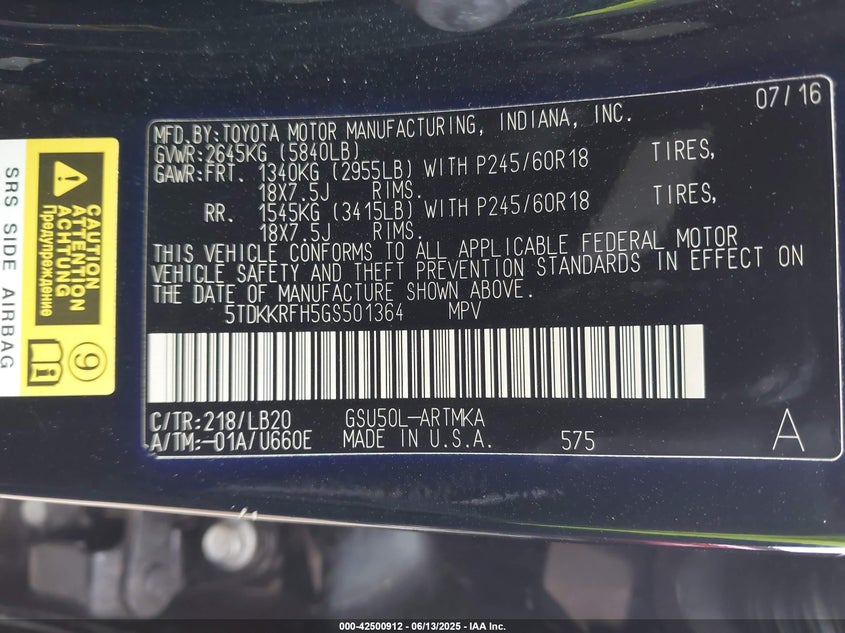 07/16
MFD.BY:TOYOTA MOTOR MANUFACTURING, INDIANA, INC.
GVWR:2645KG (5840LB)
GAWR:FRT. 1340KG (2955LB) WITH P245/60R18 TIRES,
18X7.5J RIMS.
RR. 1545KG (3415LB) WITH P245/60R18 TIRES,
18X7.5J RIMS.
THIS VEHICLE CONFORMS TO ALL APPLICABLE FEDERAL MOTOR
VEHICLE SAFETY AND THEFT PREVENTION STANDARDS IN EFFECT ON
THE DATE OF MANUFACTURE SHOWN ABOVE.
5TDKKRFH5GS501364 MPV
C/TR:218/LB20 GSU50L-ARTMKA
A/TM:-01A/U660E MADE IN U.S.A. 575 A
SRS SIDE AIRBAG
CAUTION
ATTENTION
ACHTUNG
Предупреждение
9
i
000-42500912 - 06/13/2025 - IAA Inc.